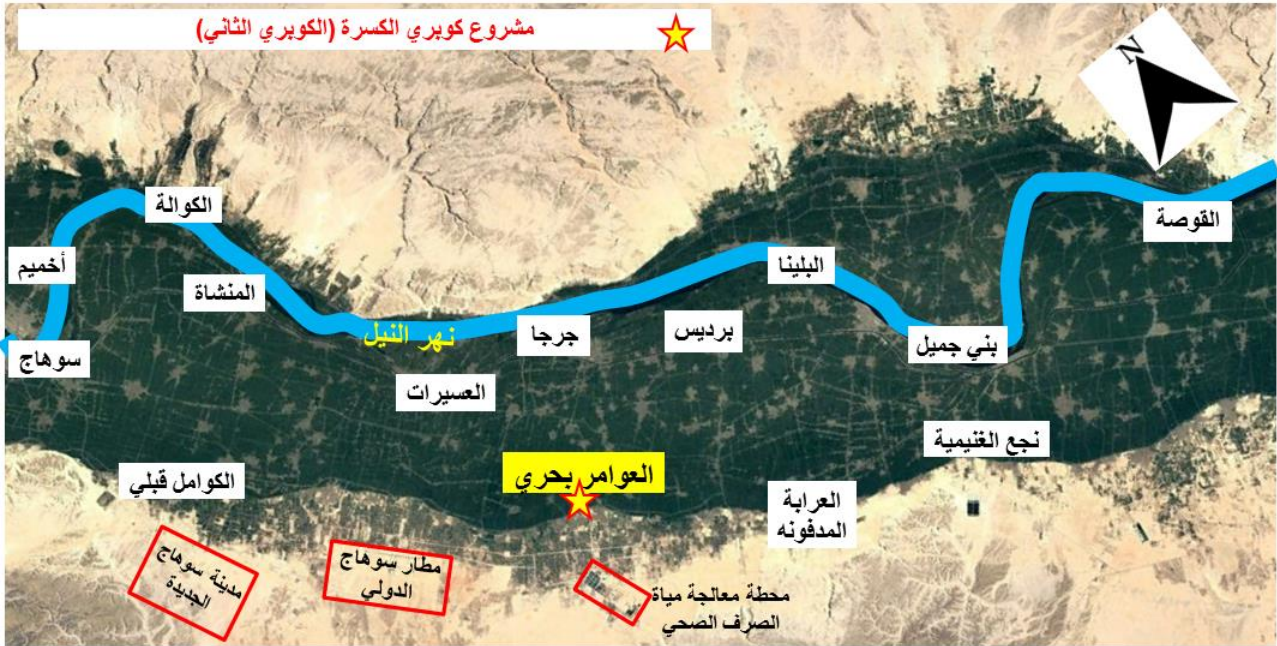 مشروع كوبري الكسرة (الكوبري الثاني)
N
الكوالة
القوصة
أخميم
المنشاة
البلينا
نهر النيل
جرجا
برديس
بني جميل
سوهاج
العسيرات
نجع الغنيمية
العوامر بحري
الكوامل قبلي
العرابة
المدفونه
مدينة سوهاج
الجديدة
مطار سوهاج
الدولي
محطة معالجة مياة
الصرف الصحي